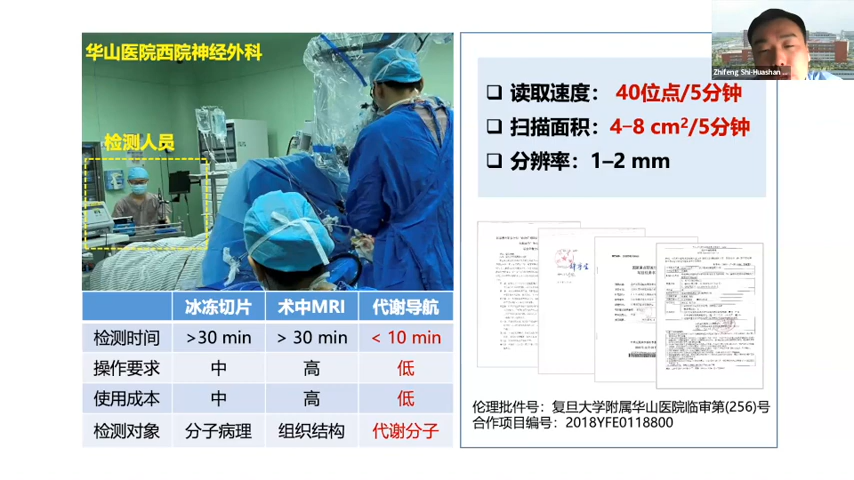 华山医院西院神经外科
检测人员
Zhifeng Shi-Huashan ...
读取速度： 40位点/5分钟
扫描面积：4–8 cm²/5分钟
分辨率：1–2 mm
冰冻切片 术中MRI 代谢导航
检测时间 >30 min > 30 min < 10 min
操作要求 中 高 低
使用成本 中 高 低
检测对象 分子病理 组织结构 代谢分子
伦理批件号：复旦大学附属华山医院临审第(256)号
合作项目编号：2018YFE0118800